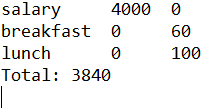 salary    4000  0
breakfast  0     60
lunch     0     100
Total: 3840